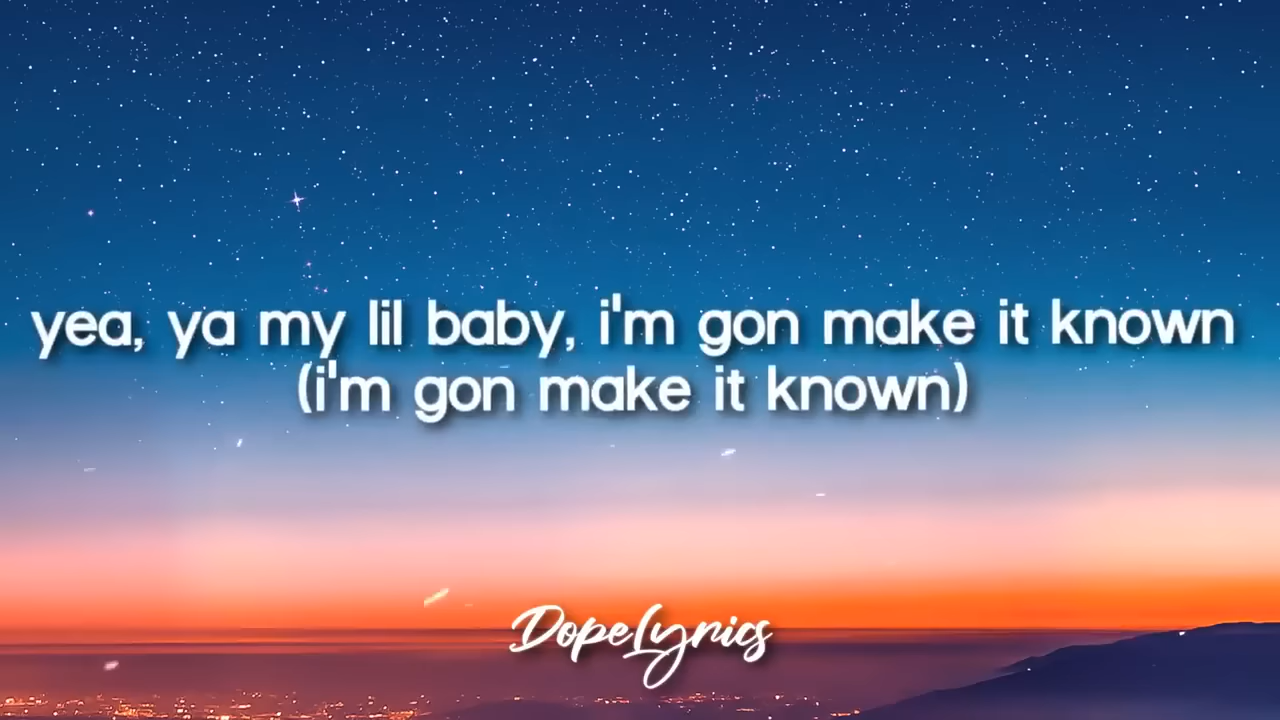 yea, ya my lil baby, i'm gon make it known
(i'm gon make it known)
DopeLyrics